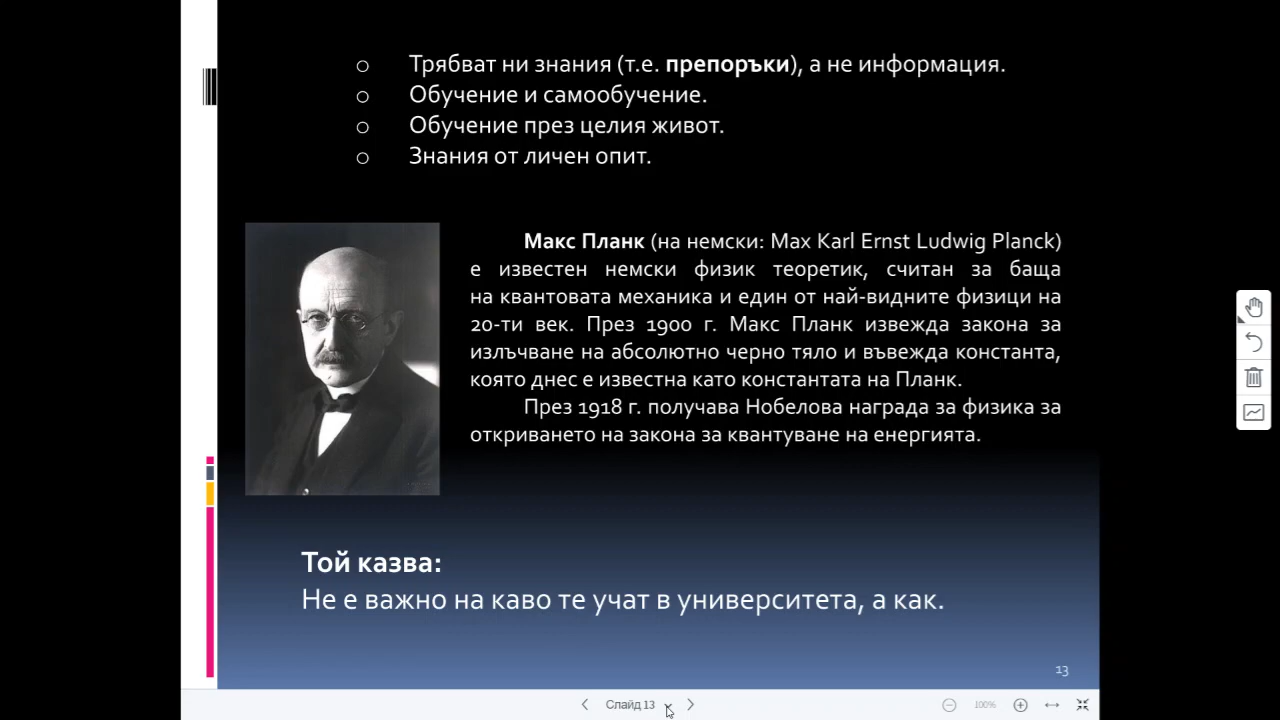 Трябват ни знания (т.е. препоръки), а не информация.
Обучение и самообучение.
Обучение през целия живот.
Знания от личен опит.
Макс Планк (на немски: Max Karl Ernst Ludwig Planck)
е известен немски физик теоретик, считан за баща
на квантовата механика и един от най-видните физици на
20-ти век. През 1900 г. Макс Планк извежда закона за
излъчване на абсолютно черно тяло и въвежда константа,
която днес е известна като константата на Планк.
През 1918 г. получава Нобелова награда за физика за
откриването на закона за квантуване на енергията.
Той казва:
Не е важно на каво те учат в университета, а как.
13
Слайд 13
100%